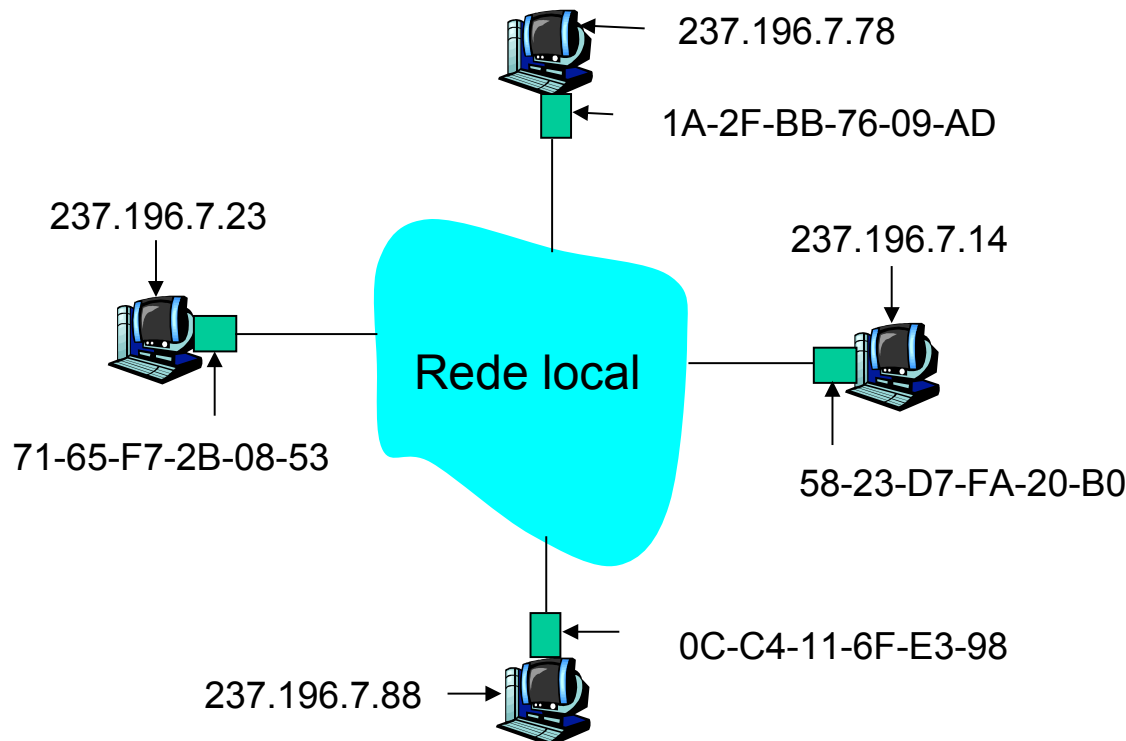 237.196.7.78
1A-2F-BB-76-09-AD
237.196.7.23
237.196.7.14
Rede local
71-65-F7-2B-08-53
58-23-D7-FA-20-B0
0C-C4-11-6F-E3-98
237.196.7.88